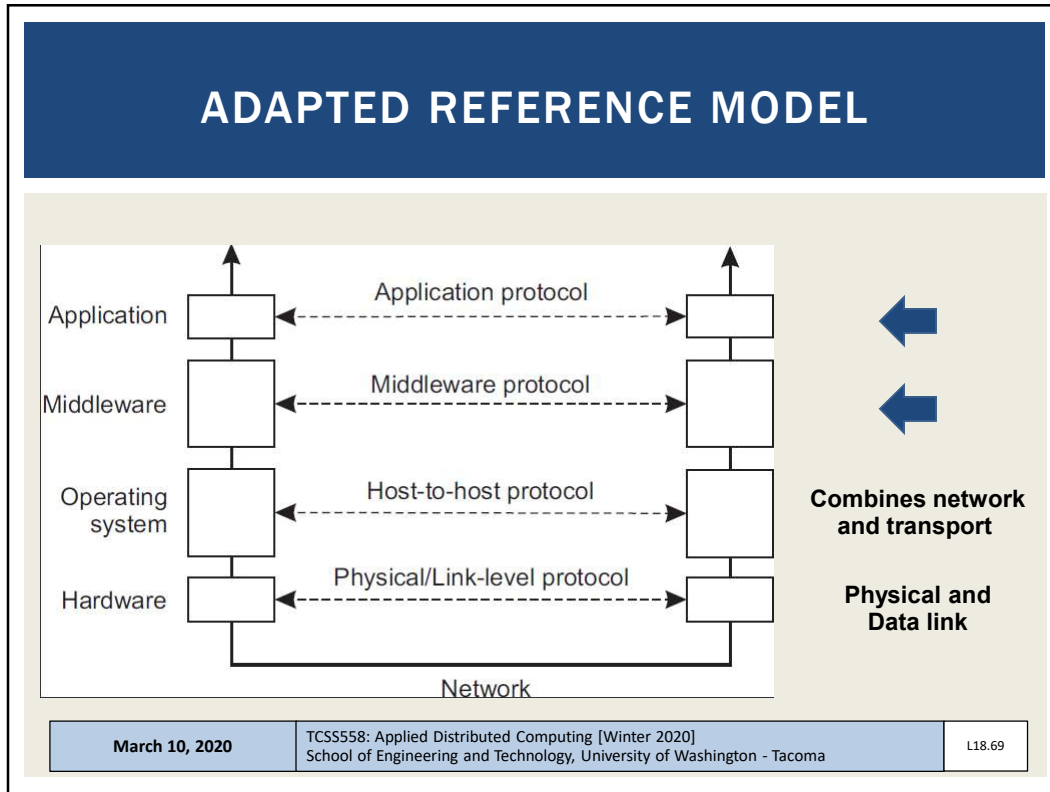 ADAPTED REFERENCE MODEL
Application
Application protocol
Middleware
Middleware protocol
Operating
system
Host-to-host protocol
Combines network
and transport
Hardware
Physical/Link-level protocol
Physical and
Data link
Network
March 10, 2020
TCSS558: Applied Distributed Computing [Winter 2020]
School of Engineering and Technology, University of Washington - Tacoma
L18.69